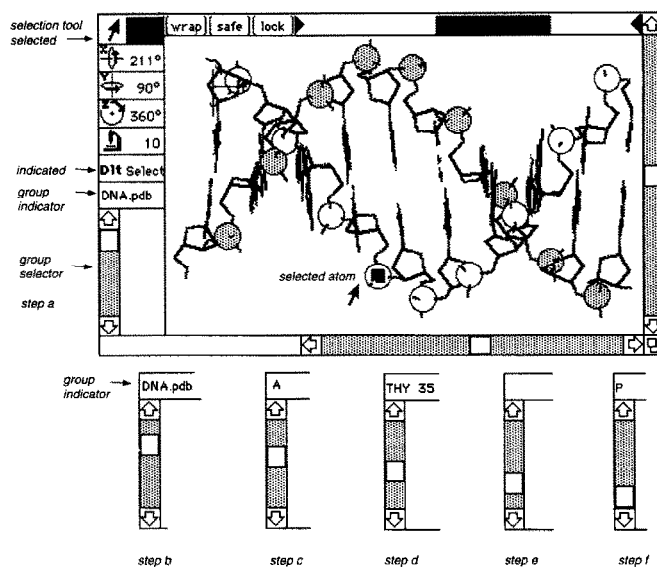 selection tool
selected
wrap
safe
lock
X
211°
Y
90°
Z
360°
10
indicated
Dlt Select
group
indicator
DNA.pdb
group
selector
step a
selected atom
group
indicator
DNA.pdb
A
THY 35
P
step b
step c
step d
step e
step f